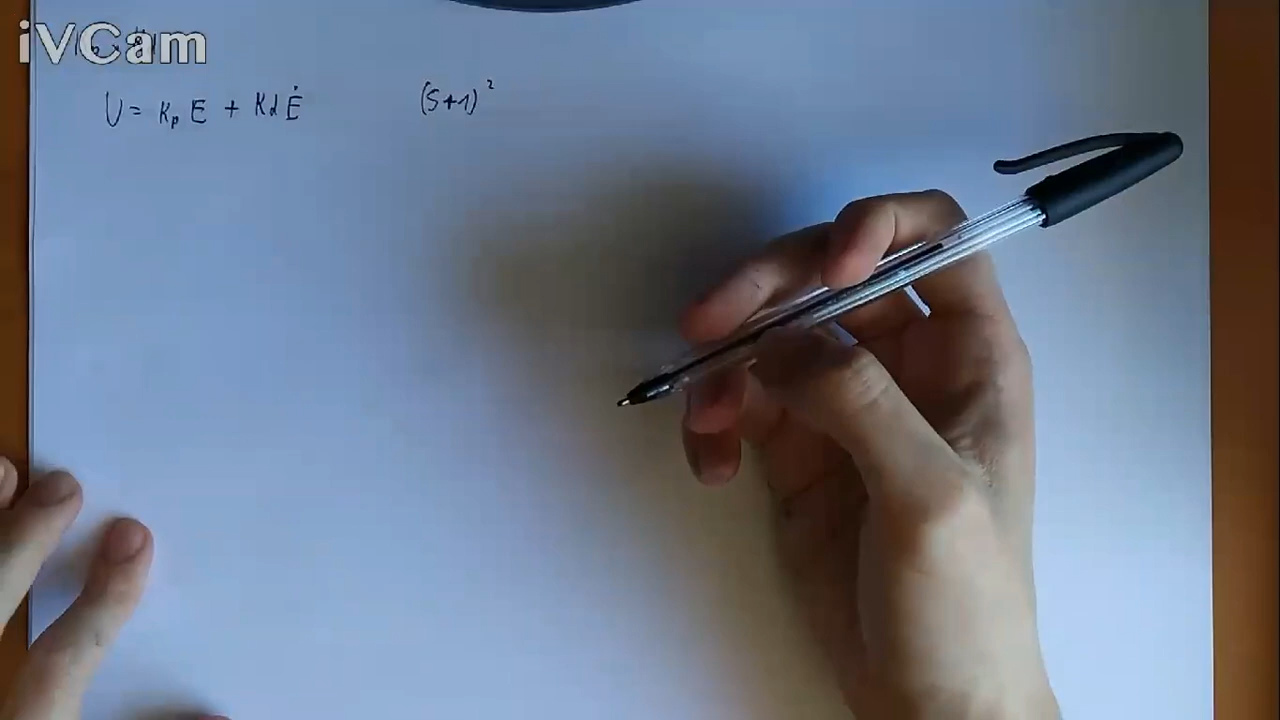 iVCam
U = Kp E + Kd Ė (S+1)²